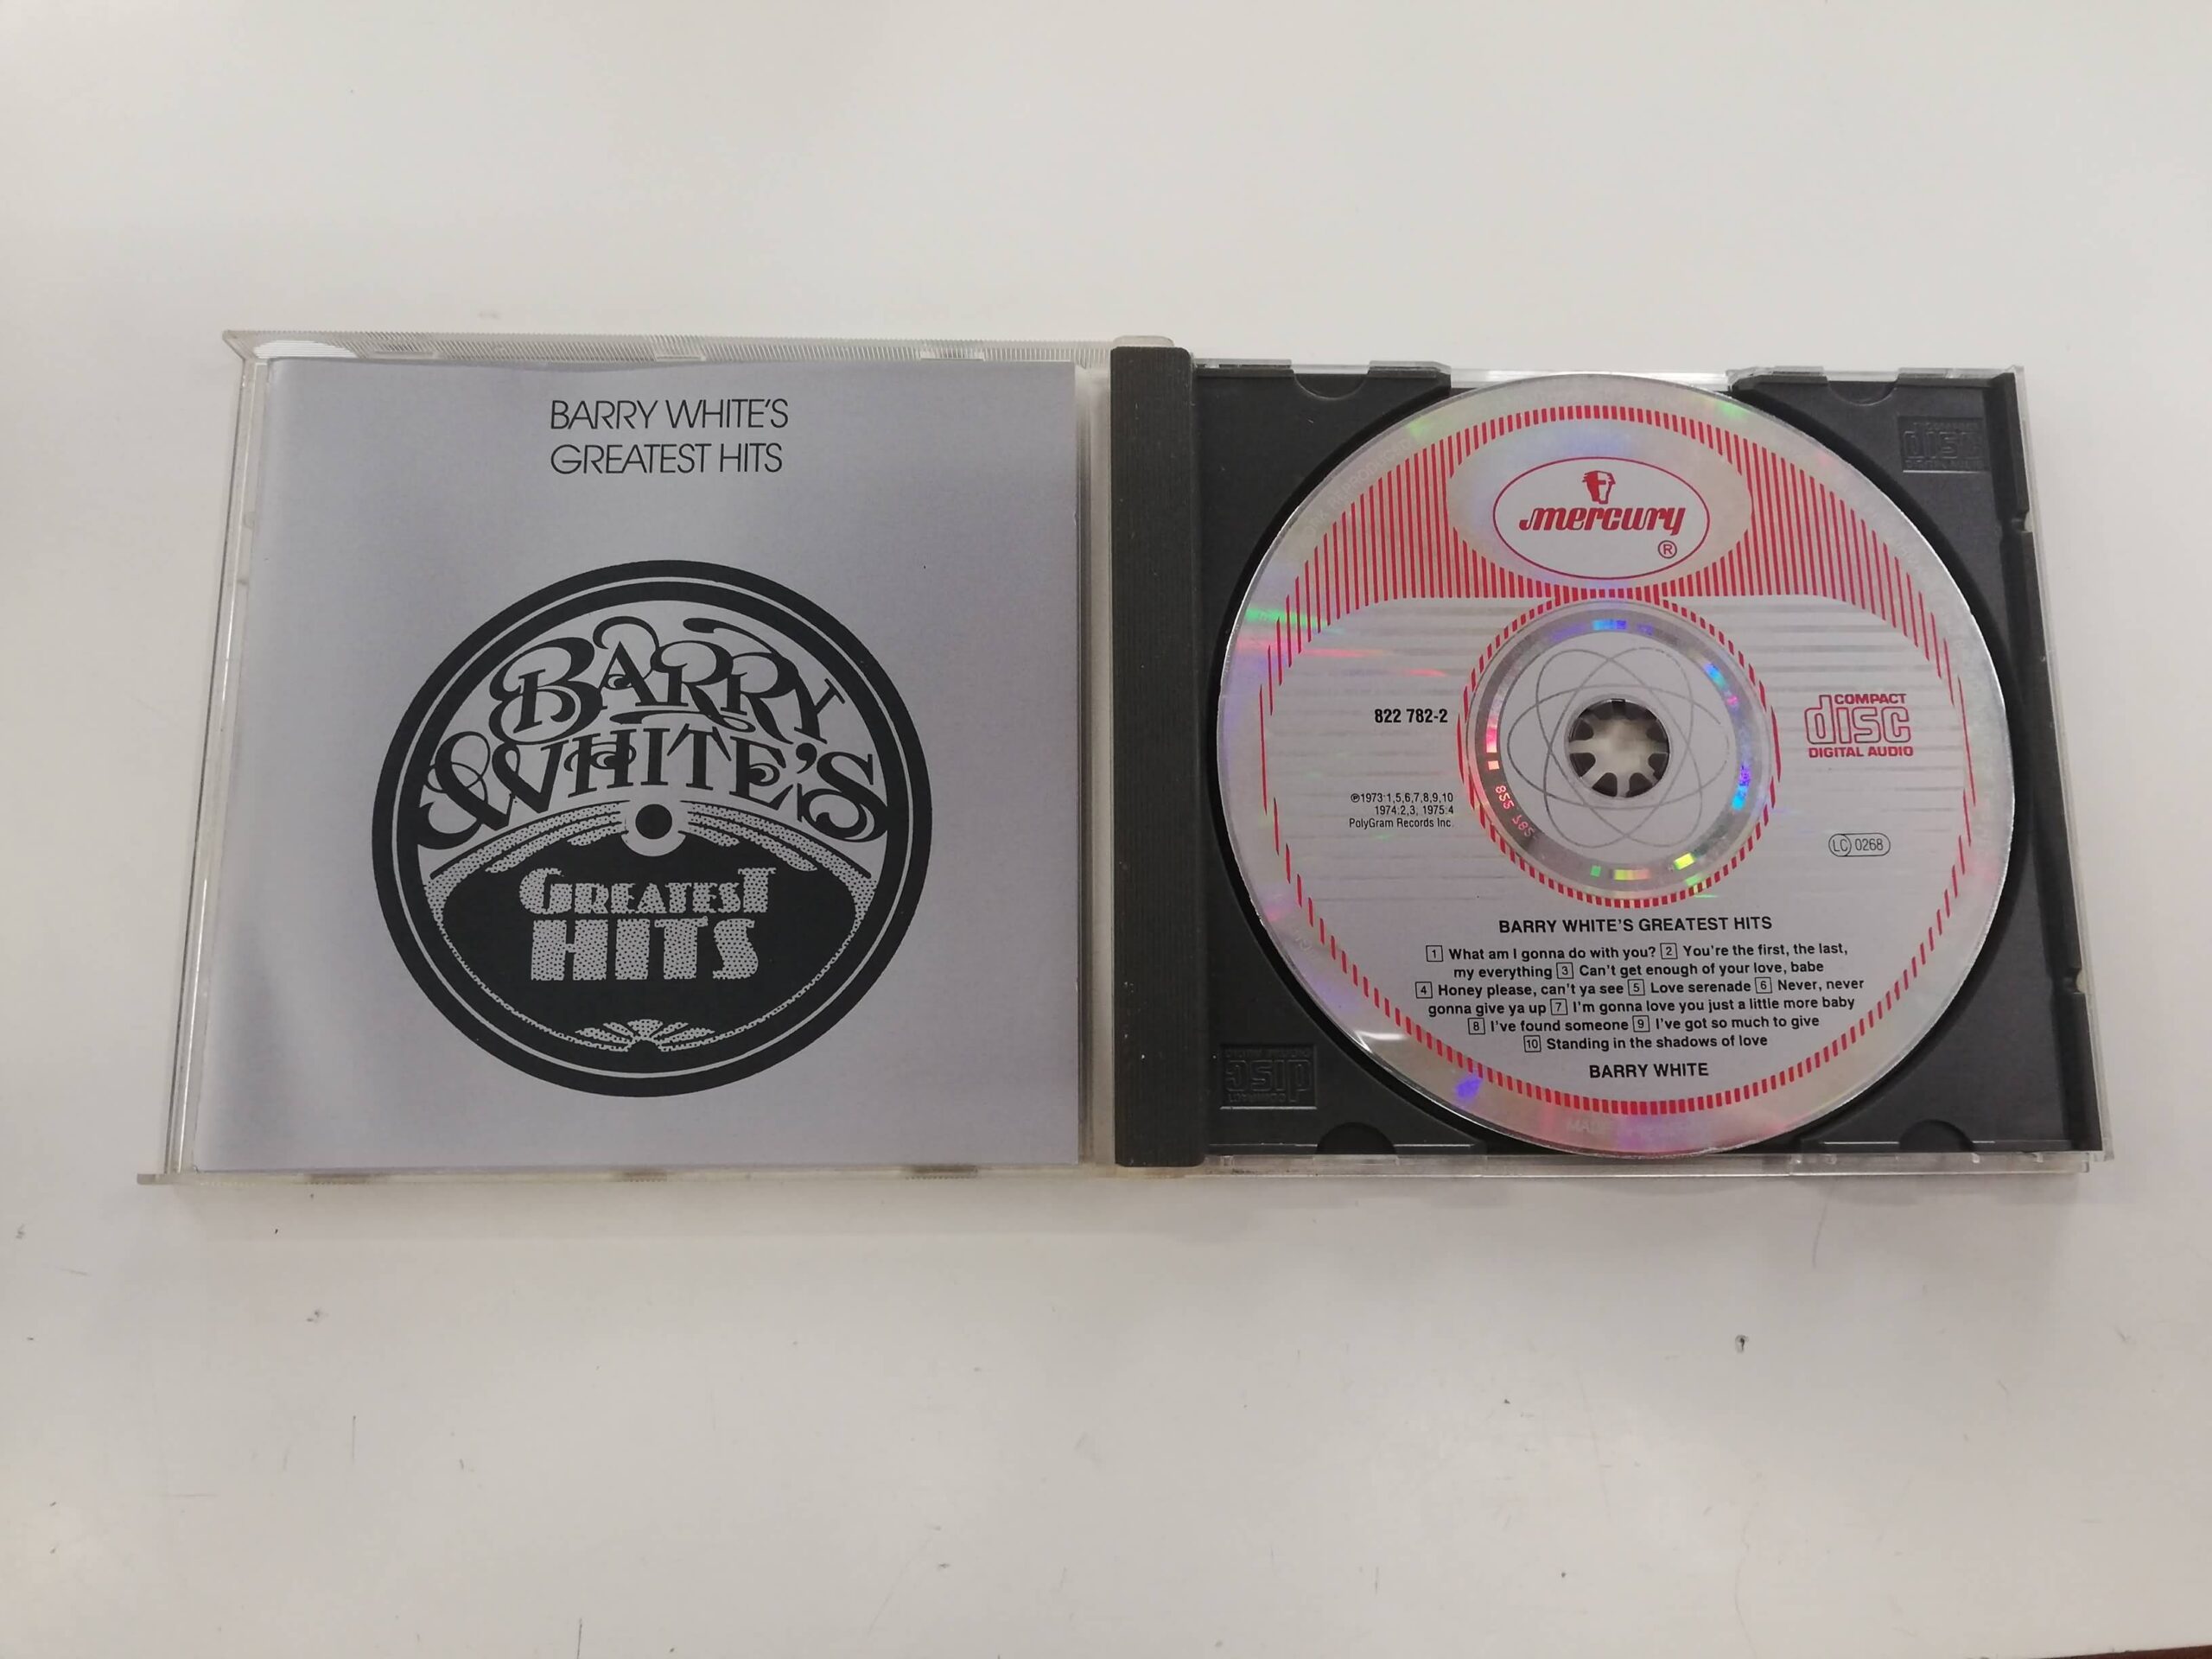 BARRY WHITE'S
GREATEST HITS
BARRY
WHITE'S
GREATEST
HITS
mercury
®
822 782-2
COMPACT
disc
DIGITAL AUDIO
℗1973:1,5,6,7,8,9,10
1974:2,3, 1975:4
PolyGram Records Inc.
LC 0268
BARRY WHITE'S GREATEST HITS
1 What am I gonna do with you? 2 You're the first, the last,
my everything 3 Can't get enough of your love, babe
4 Honey please, can't ya see 5 Love serenade 6 Never, never
gonna give ya up 7 I'm gonna love you just a little more baby
8 I've found someone 9 I've got so much to give
10 Standing in the shadows of love
BARRY WHITE
disc
DIGITAL AUDIO
COMPACT
disc